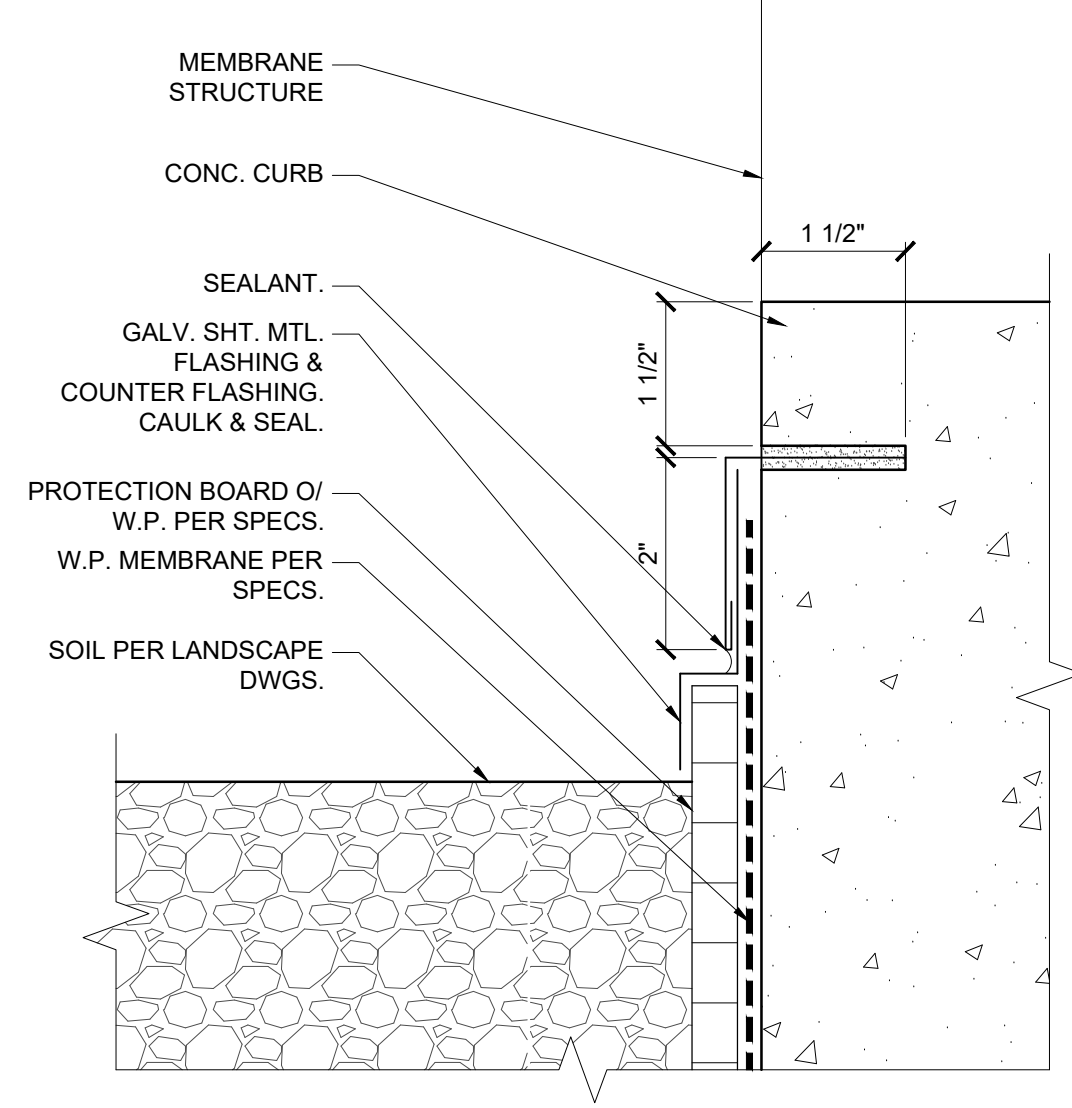 MEMBRANE
STRUCTURE
CONC. CURB
1 1/2"
SEALANT.
GALV. SHT. MTL.
FLASHING &
COUNTER FLASHING.
CAULK & SEAL.
1 1/2"
PROTECTION BOARD O/
W.P. PER SPECS.
2"
W.P. MEMBRANE PER
SPECS.
SOIL PER LANDSCAPE
DWGS.